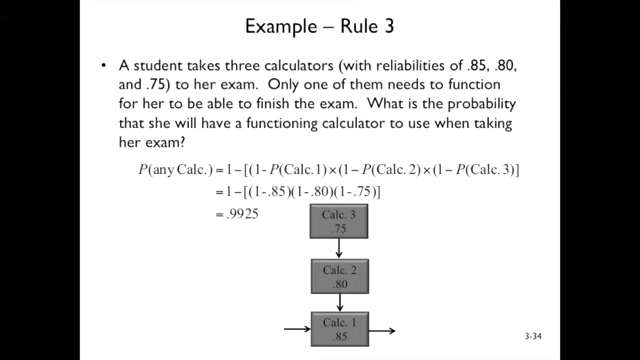 Example – Rule 3
• A student takes three calculators (with reliabilities of .85, .80,
and .75) to her exam. Only one of them needs to function
for her to be able to finish the exam. What is the probability
that she will have a functioning calculator to use when taking
her exam?
P(any Calc.) = 1 – [(1 - P(Calc.1) × (1 – P(Calc. 2) × (1 – P(Calc. 3)]
= 1 – [(1 - .85)(1 - .80)(1 - .75)]
= .9925
Calc. 3
.75
Calc. 2
.80
Calc. 1
.85
3-34